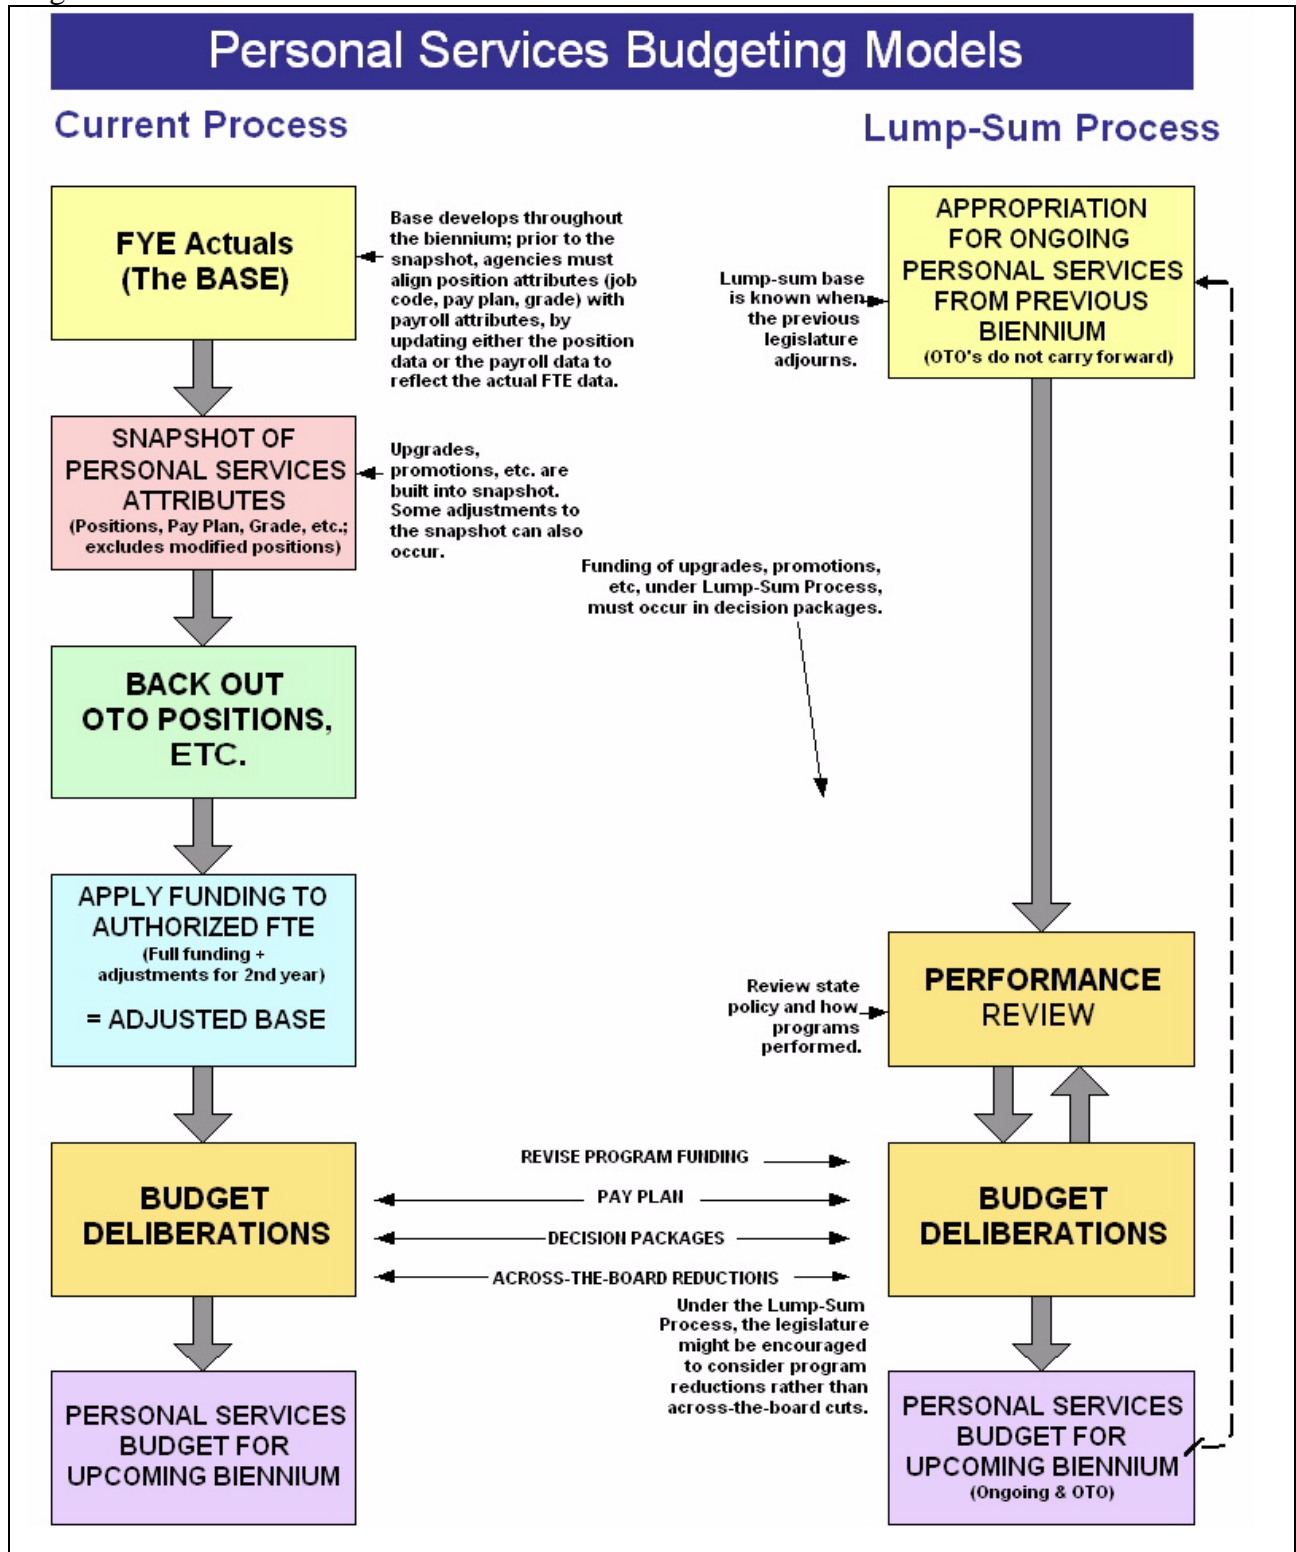 Personal Services Budgeting Models
Current Process
FYE Actuals
(The BASE)
Base develops throughout
the biennium; prior to the
snapshot, agencies must
align position attributes (job
code, pay plan, grade) with
payroll attributes, by
updating either the position
data or the payroll data to
reflect the actual FTE data.
SNAPSHOT OF
PERSONAL SERVICES
ATTRIBUTES
(Positions, Pay Plan, Grade, etc.;
excludes modified positions)
Upgrades,
promotions, etc. are
built into snapshot.
Some adjustments to
the snapshot can also
occur.
BACK OUT
OTO POSITIONS,
ETC.
APPLY FUNDING TO
AUTHORIZED FTE
(Full funding +
adjustments for 2nd year)
= ADJUSTED BASE
BUDGET
DELIBERATIONS
PERSONAL SERVICES
BUDGET FOR
UPCOMING BIENNIUM
Lump-Sum Process
APPROPRIATION
FOR ONGOING
PERSONAL SERVICES
FROM PREVIOUS
BIENNIUM
(OTO's do not carry forward)
Lump-sum base
is known when
the previous
legislature
adjourns.
Funding of upgrades, promotions,
etc, under Lump-Sum Process,
must occur in decision packages.
PERFORMANCE
REVIEW
Review state
policy and how
programs
performed.
REVISE PROGRAM FUNDING
PAY PLAN
DECISION PACKAGES
ACROSS-THE-BOARD REDUCTIONS
Under the Lump-Sum
Process, the legislature
might be encouraged
to consider program
reductions rather than
across-the-board cuts.
BUDGET
DELIBERATIONS
PERSONAL SERVICES
BUDGET FOR
UPCOMING BIENNIUM
(Ongoing & OTO)